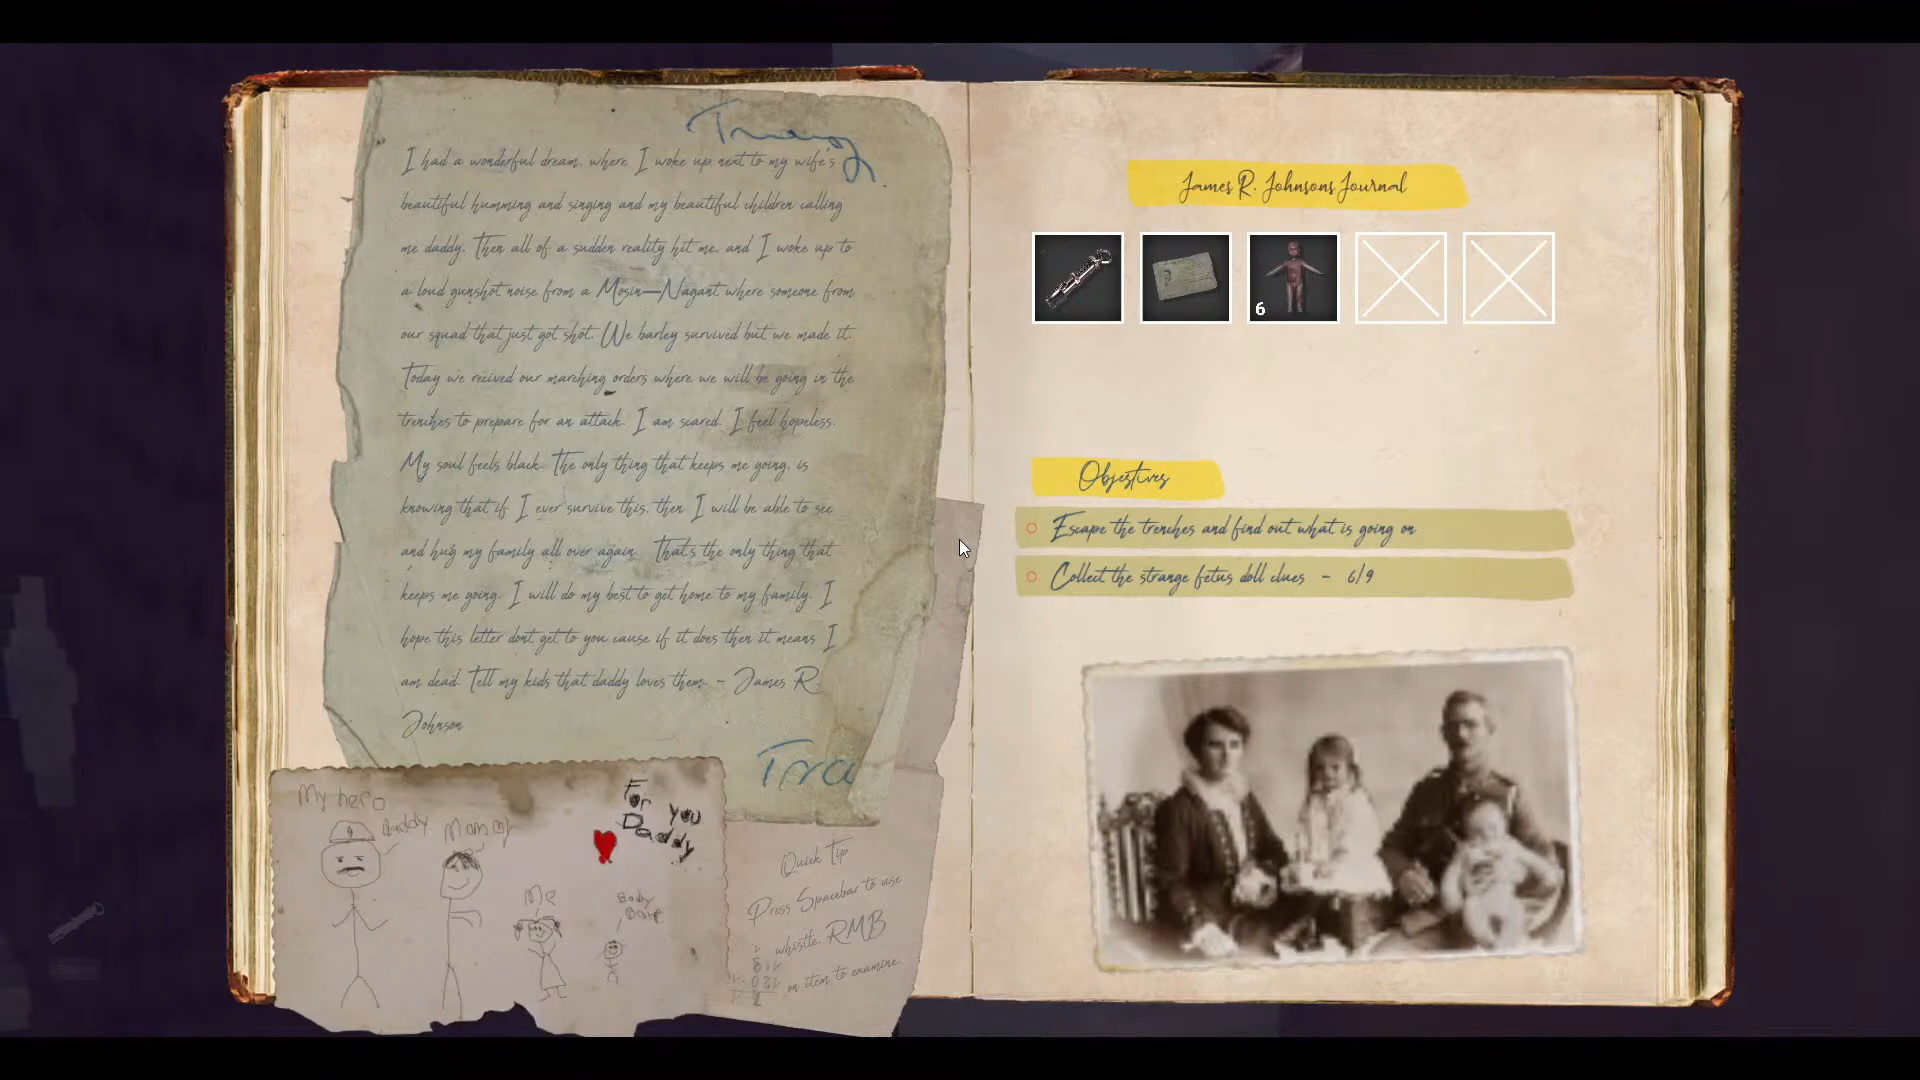 I had a wonderful dream, where I woke up next to my wife's
beautiful humming and singing and my beautiful children calling
me daddy. Then all of a sudden reality hit me, and I woke up to
a loud gunshot noise from a Mosin-Nagant where someone from
our squad that just got shot. We barley survived but we made it.
Today we recived our marching orders where we will be going in the
trenches to prepare for an attack. I am scared. I feel hopeless.
My soul feels black. The only thing that keeps me going, is
knowing that if I ever survive this, then I will be able to see
and hug my family all over again. That's the only thing that
keeps me going. I will do my best to get home to my family. I
hope this letter dont get to you cause if it does then it means I
am dead. Tell my kids that daddy loves them. - James R.
Johnson
My hero
daddy
Mommy
Me
For you
Daddy
Quick Tip
Press Spacebar to use
whistle. RMB
on item to examine.
James R. Johnsons Journal
6
Objectives
Escape the trenches and find out what is going on
Collect the strange fetus doll clues - 6/9